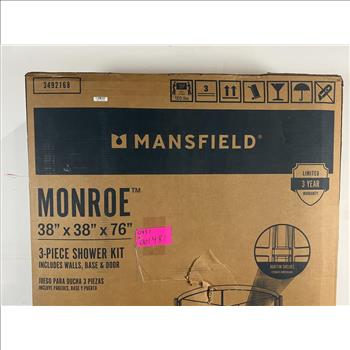 3492168
3
MANSFIELD®
LIMITED
3 YEAR
WARRANTY
MONROE™
38" x 38" x 76"
3-PIECE SHOWER KIT
INCLUDES WALLS, BASE & DOOR
JUEGO PARA DUCHA 3 PIEZAS
INCLUYE PAREDES, BASE Y PUERTA